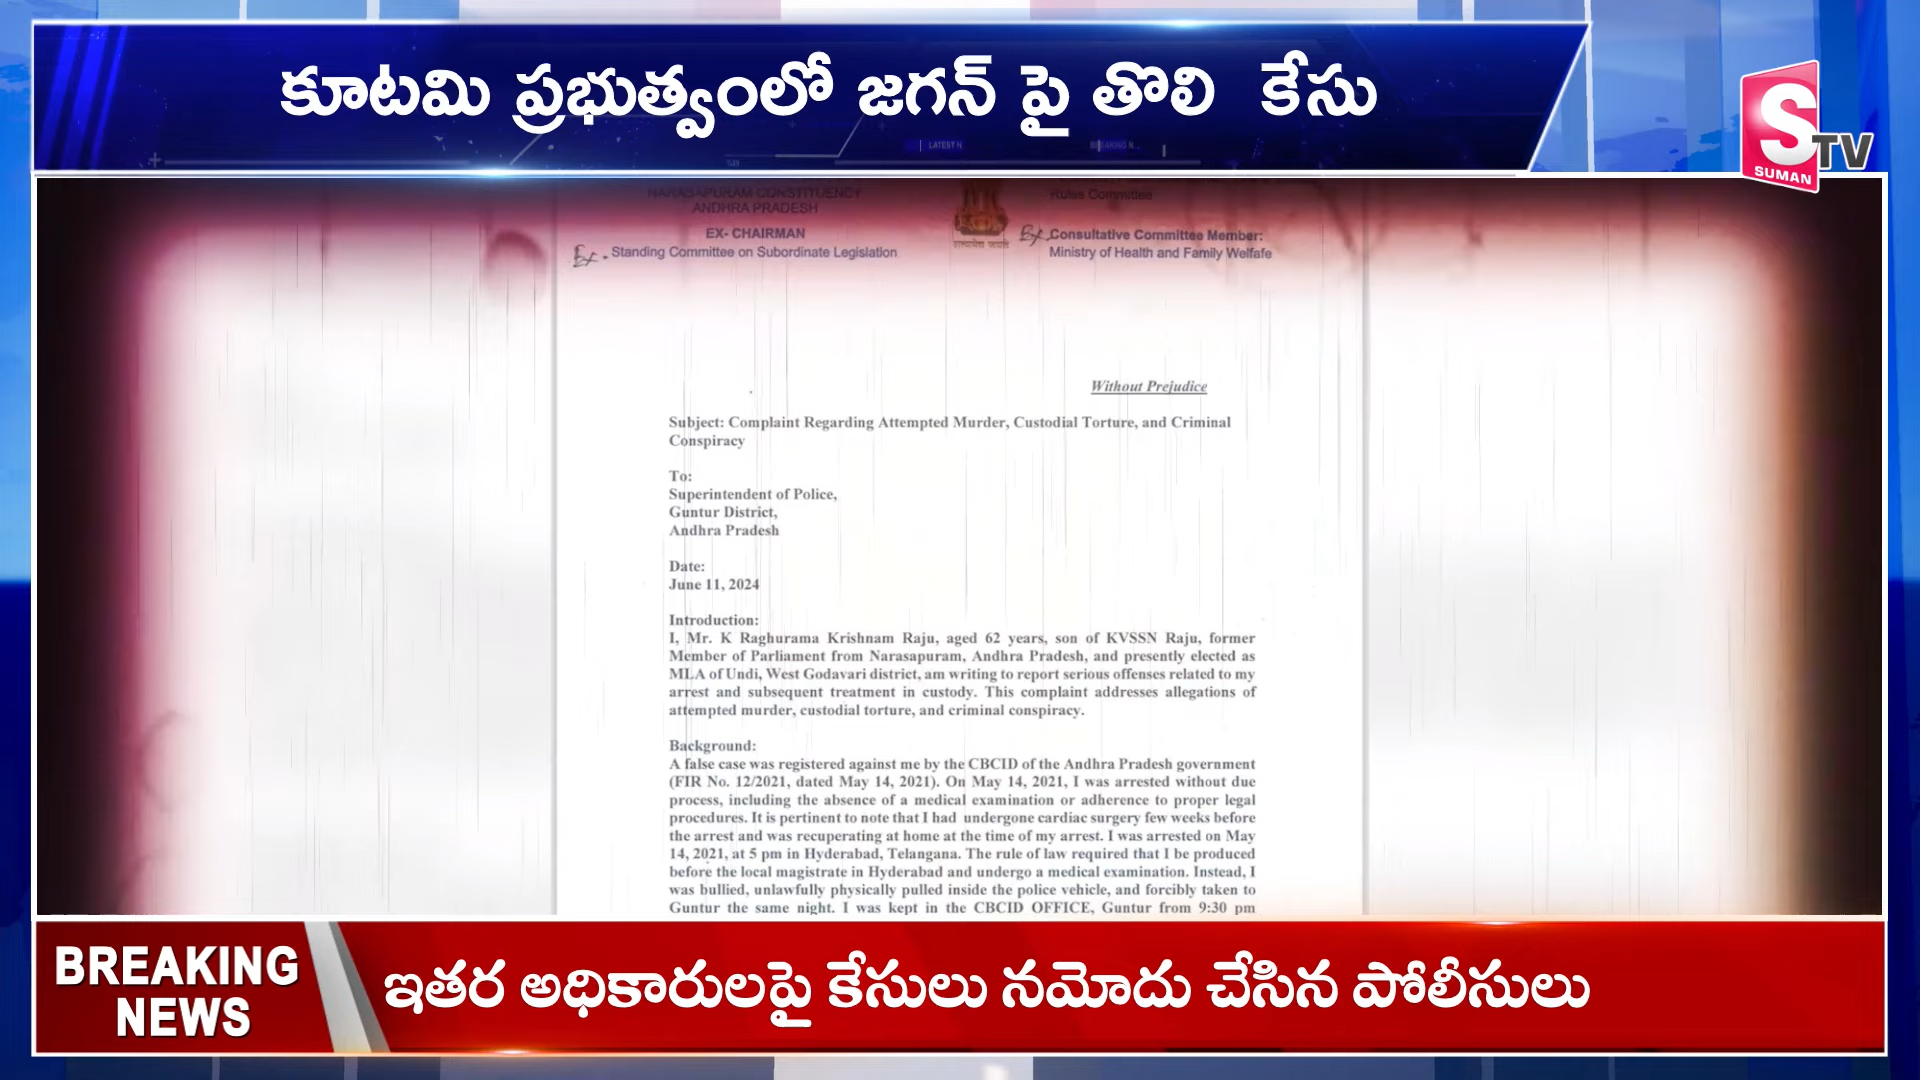 కూటమి ప్రభుత్వంలో జగన్ పై తొలి కేసు
S
TV
SUMAN
LATEST N
NARASAPURAM CONSTITUENCY
ANDHRA PRADESH
EX- CHAIRMAN
Ex. Standing Committee on Subordinate Legislation
Rules Committee
Ex Consultative Committee Member:
Ministry of Health and Family Welfafe
सत्यमेव जयते
Without Prejudice
Subject: Complaint Regarding Attempted Murder, Custodial Torture, and Criminal
Conspiracy
To:
Superintendent of Police,
Guntur District,
Andhra Pradesh
Date:
June 11, 2024
Introduction:
I, Mr. K Raghurama Krishnam Raju, aged 62 years, son of KVSSN Raju, former
Member of Parliament from Narasapuram, Andhra Pradesh, and presently elected as
MLA of Undi, West Godavari district, am writing to report serious offenses related to my
arrest and subsequent treatment in custody. This complaint addresses allegations of
attempted murder, custodial torture, and criminal conspiracy.
Background:
A false case was registered against me by the CBCID of the Andhra Pradesh government
(FIR No. 12/2021, dated May 14, 2021). On May 14, 2021, I was arrested without due
process, including the absence of a medical examination or adherence to proper legal
procedures. It is pertinent to note that I had undergone cardiac surgery few weeks before
the arrest and was recuperating at home at the time of my arrest. I was arrested on May
14, 2021, at 5 pm in Hyderabad, Telangana. The rule of law required that I be produced
before the local magistrate in Hyderabad and undergo a medical examination. Instead, I
was bullied, unlawfully physically pulled inside the police vehicle, and forcibly taken to
Guntur the same night. I was kept in the CBCID OFFICE, Guntur from 9:30 pm
BREAKING
NEWS
ఇతర అధికారులపై కేసులు నమోదు చేసిన పోలీసులు